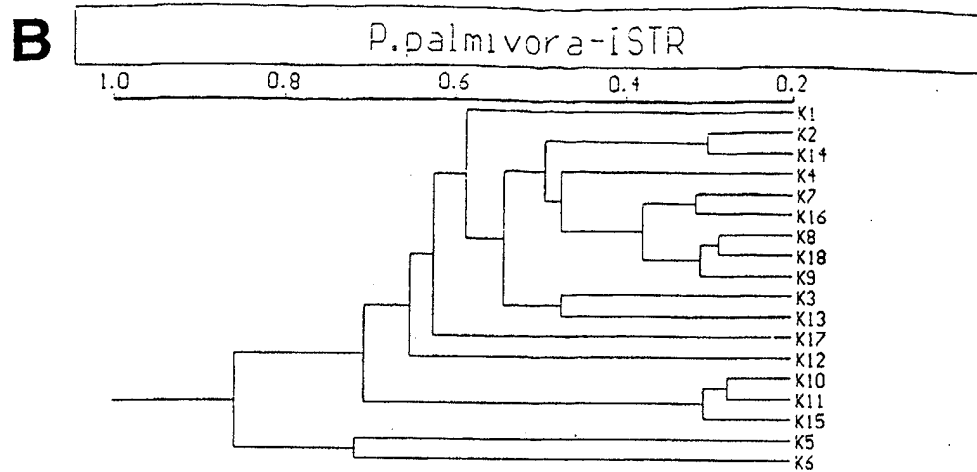 B
P.palmivora-iSTR
1.0 0.8 0.6 0.4 0.2
K1
K2
K14
K4
K7
K16
K8
K18
K9
K3
K13
K17
K12
K10
K11
K15
K5
K6